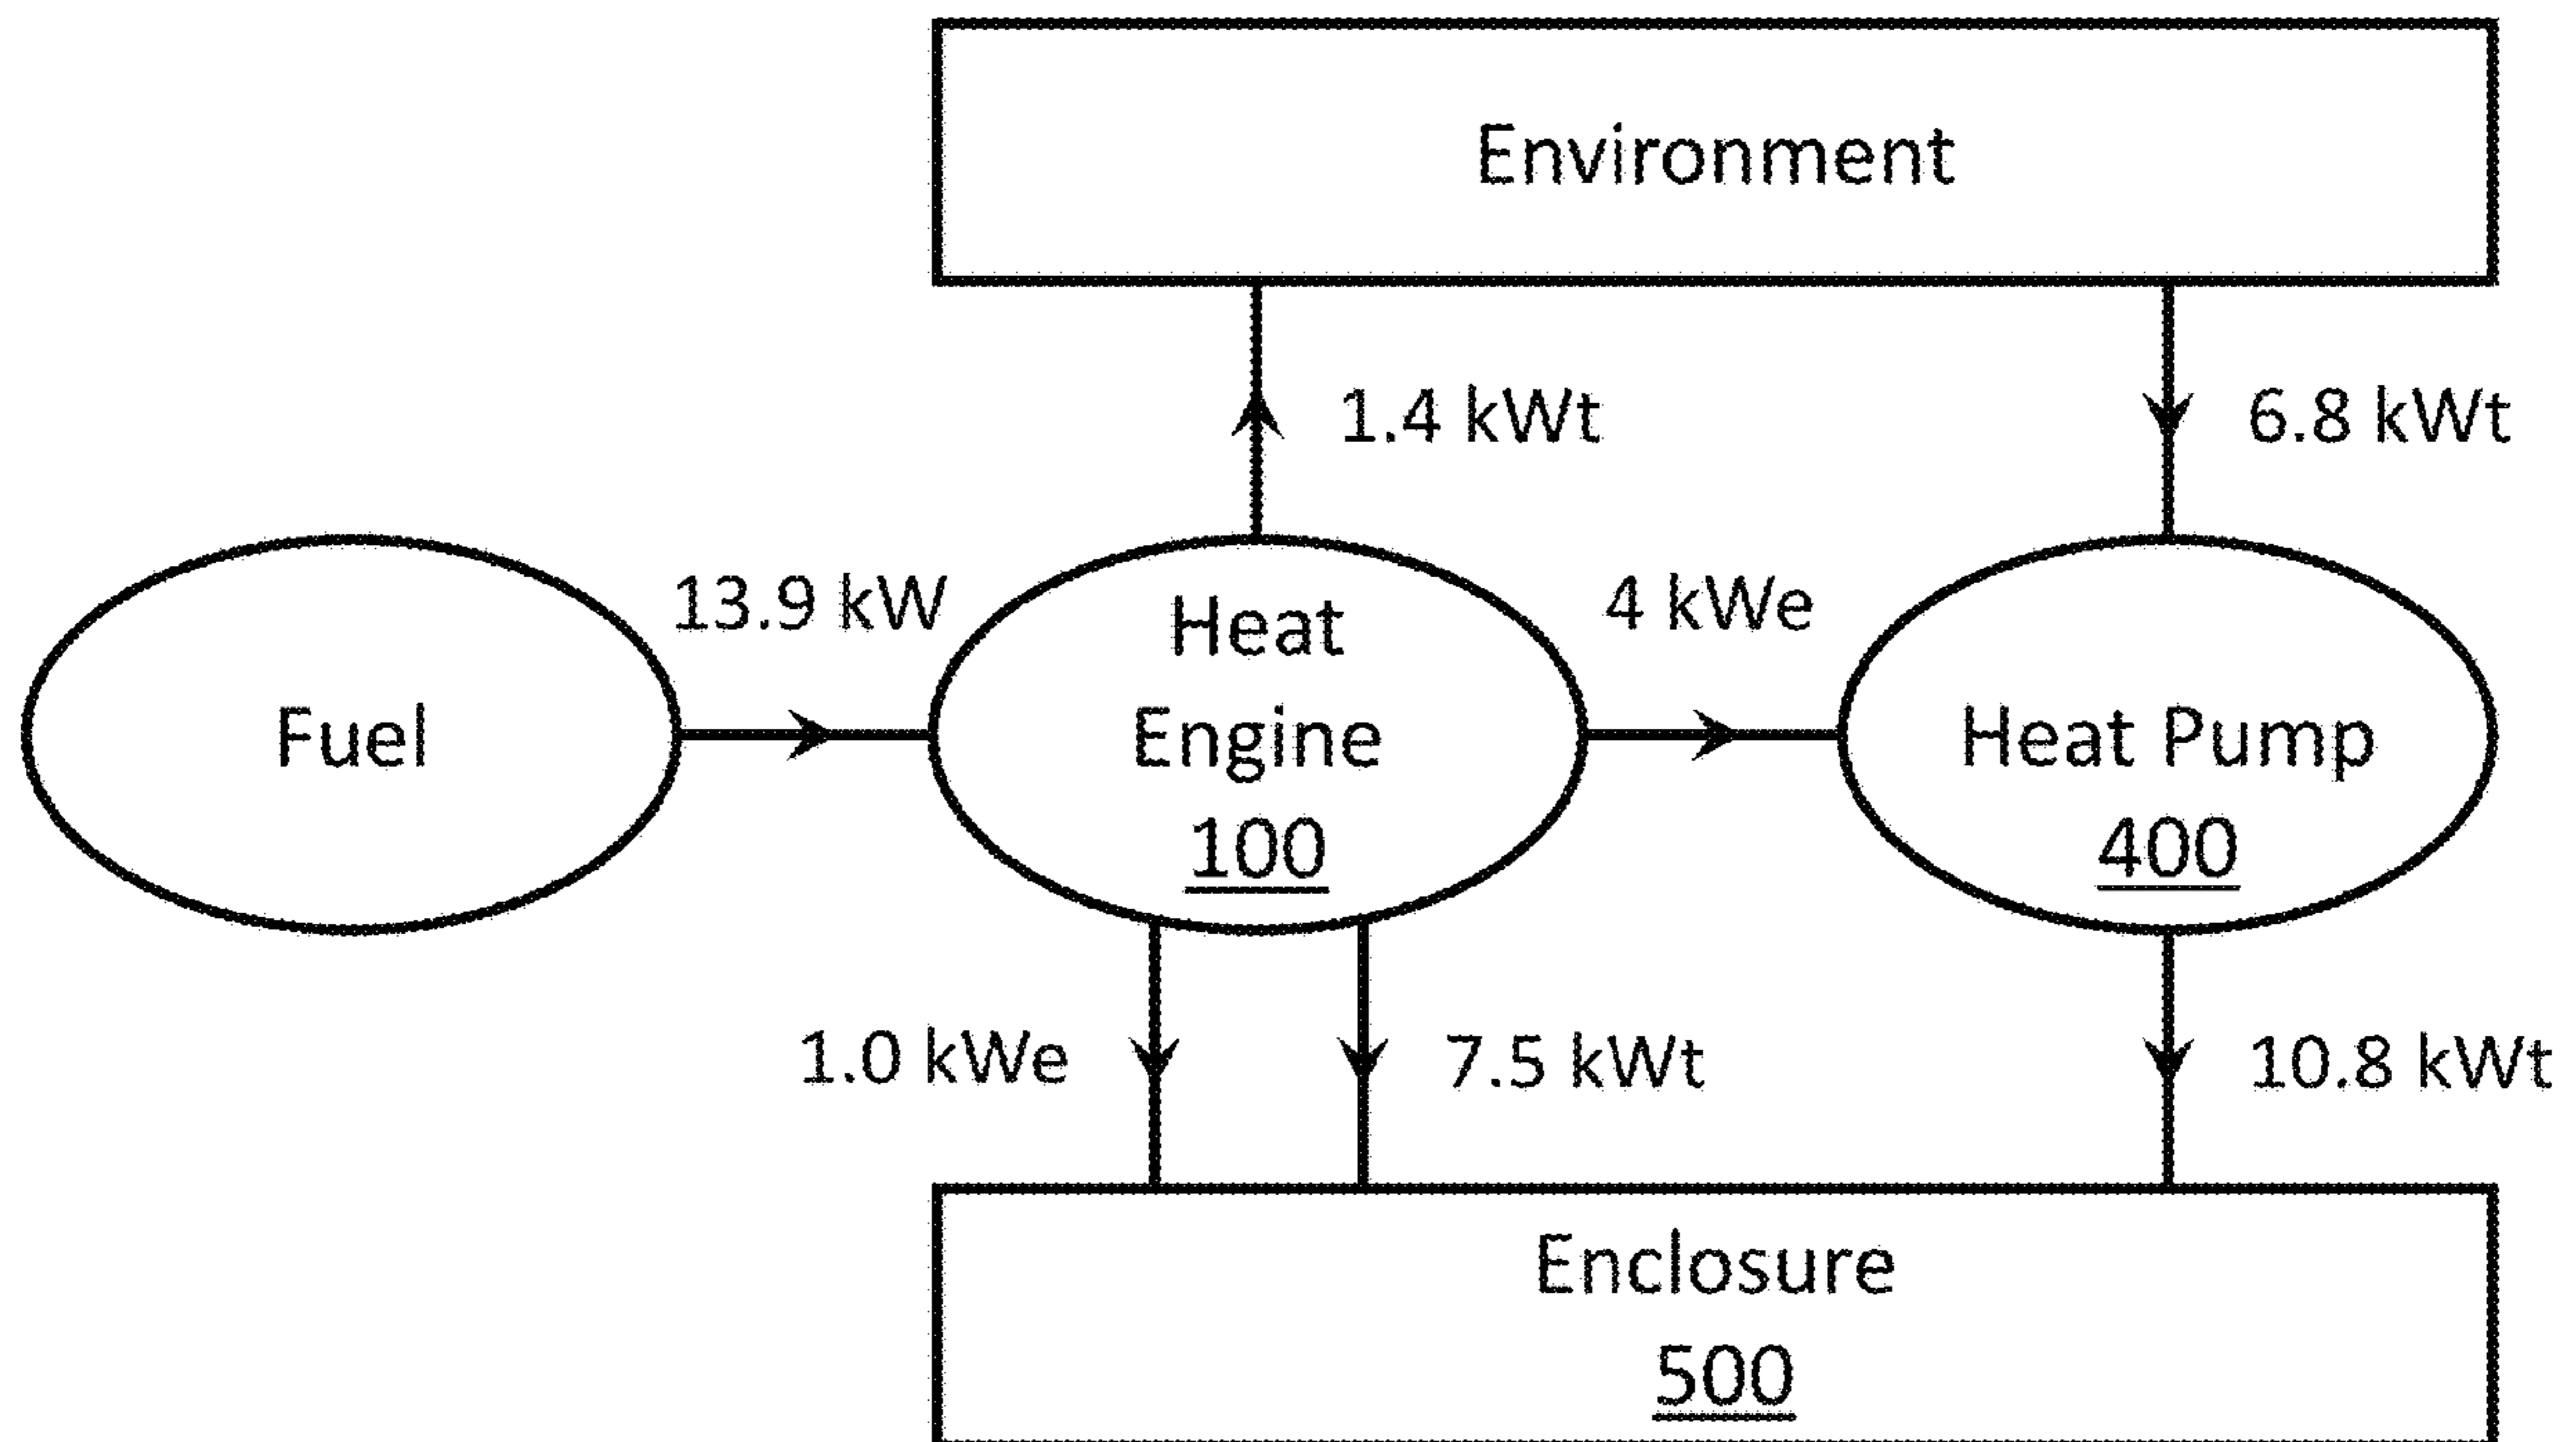 Environment
1.4 kWt
6.8 kWt
13.9 kW
4 kWe
Fuel
Heat
Engine
100
Heat Pump
400
1.0 kWe
7.5 kWt
10.8 kWt
Enclosure
500